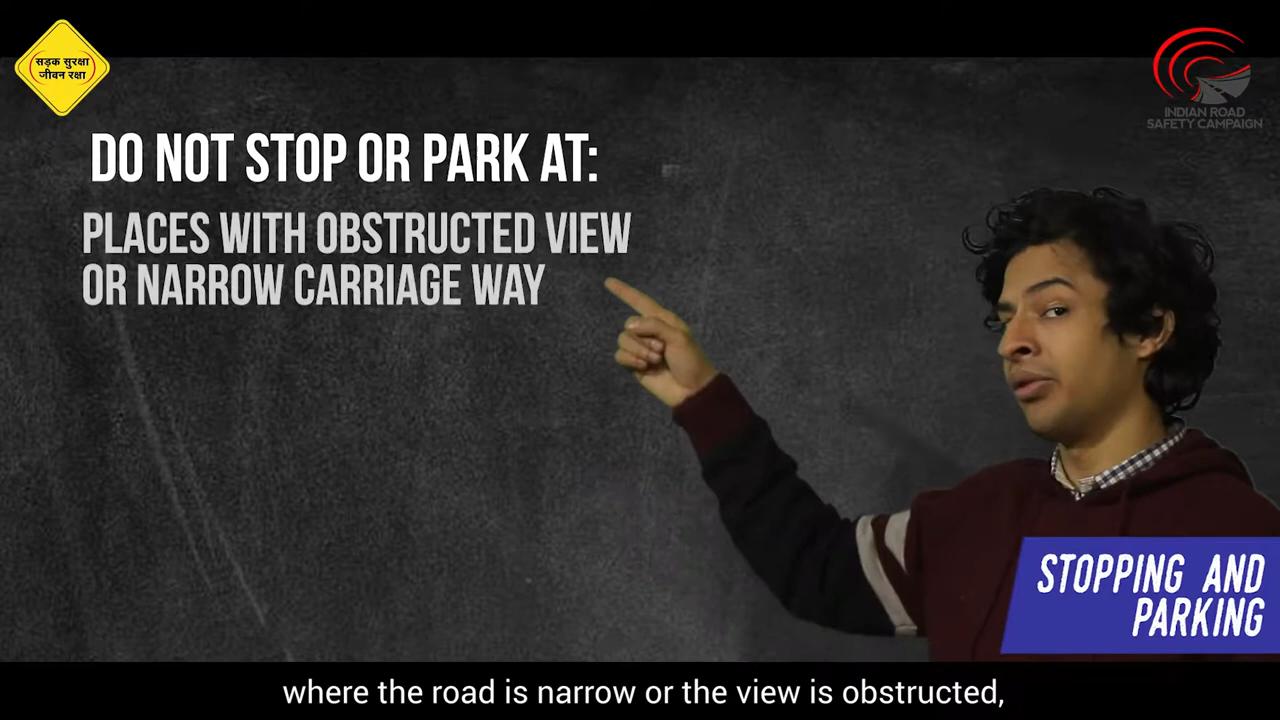 सड़क सुरक्षा
जीवन रक्षा
INDIAN ROAD
SAFETY CAMPAIGN
DO NOT STOP OR PARK AT:
PLACES WITH OBSTRUCTED VIEW
OR NARROW CARRIAGE WAY
STOPPING AND
PARKING
where the road is narrow or the view is obstructed,